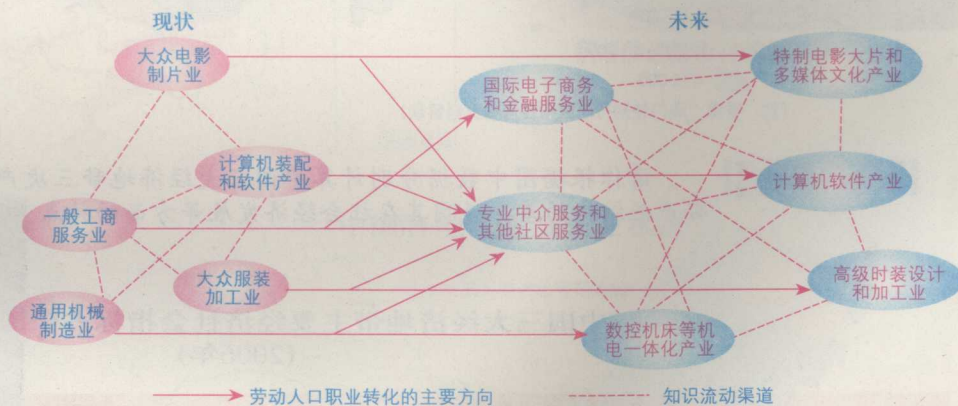 现状
未来
大众电影
制片业
特制电影大片和
多媒体文化产业
国际电子商务
和金融服务业
计算机装配
和软件产业
计算机软件产业
一般工商
服务业
专业中介服务和
其他社区服务业
大众服装
加工业
高级时装设计
和加工业
通用机械
制造业
数控机床等机
电一体化产业
劳动人口职业转化的主要方向
知识流动渠道